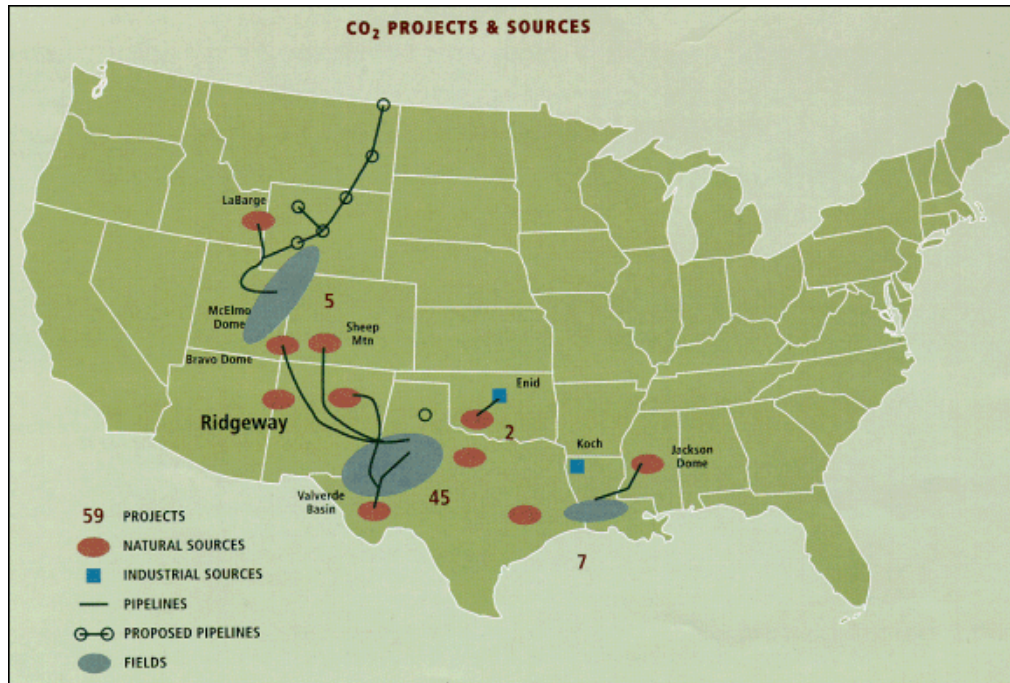 CO₂ PROJECTS & SOURCES
LaBarge
5
McElmo
Dome
Sheep
Mtn
Bravo Dome
Enid
Ridgeway
2
Koch
Jackson
Dome
45
Valverde
Basin
7
59 PROJECTS
NATURAL SOURCES
INDUSTRIAL SOURCES
PIPELINES
PROPOSED PIPELINES
FIELDS